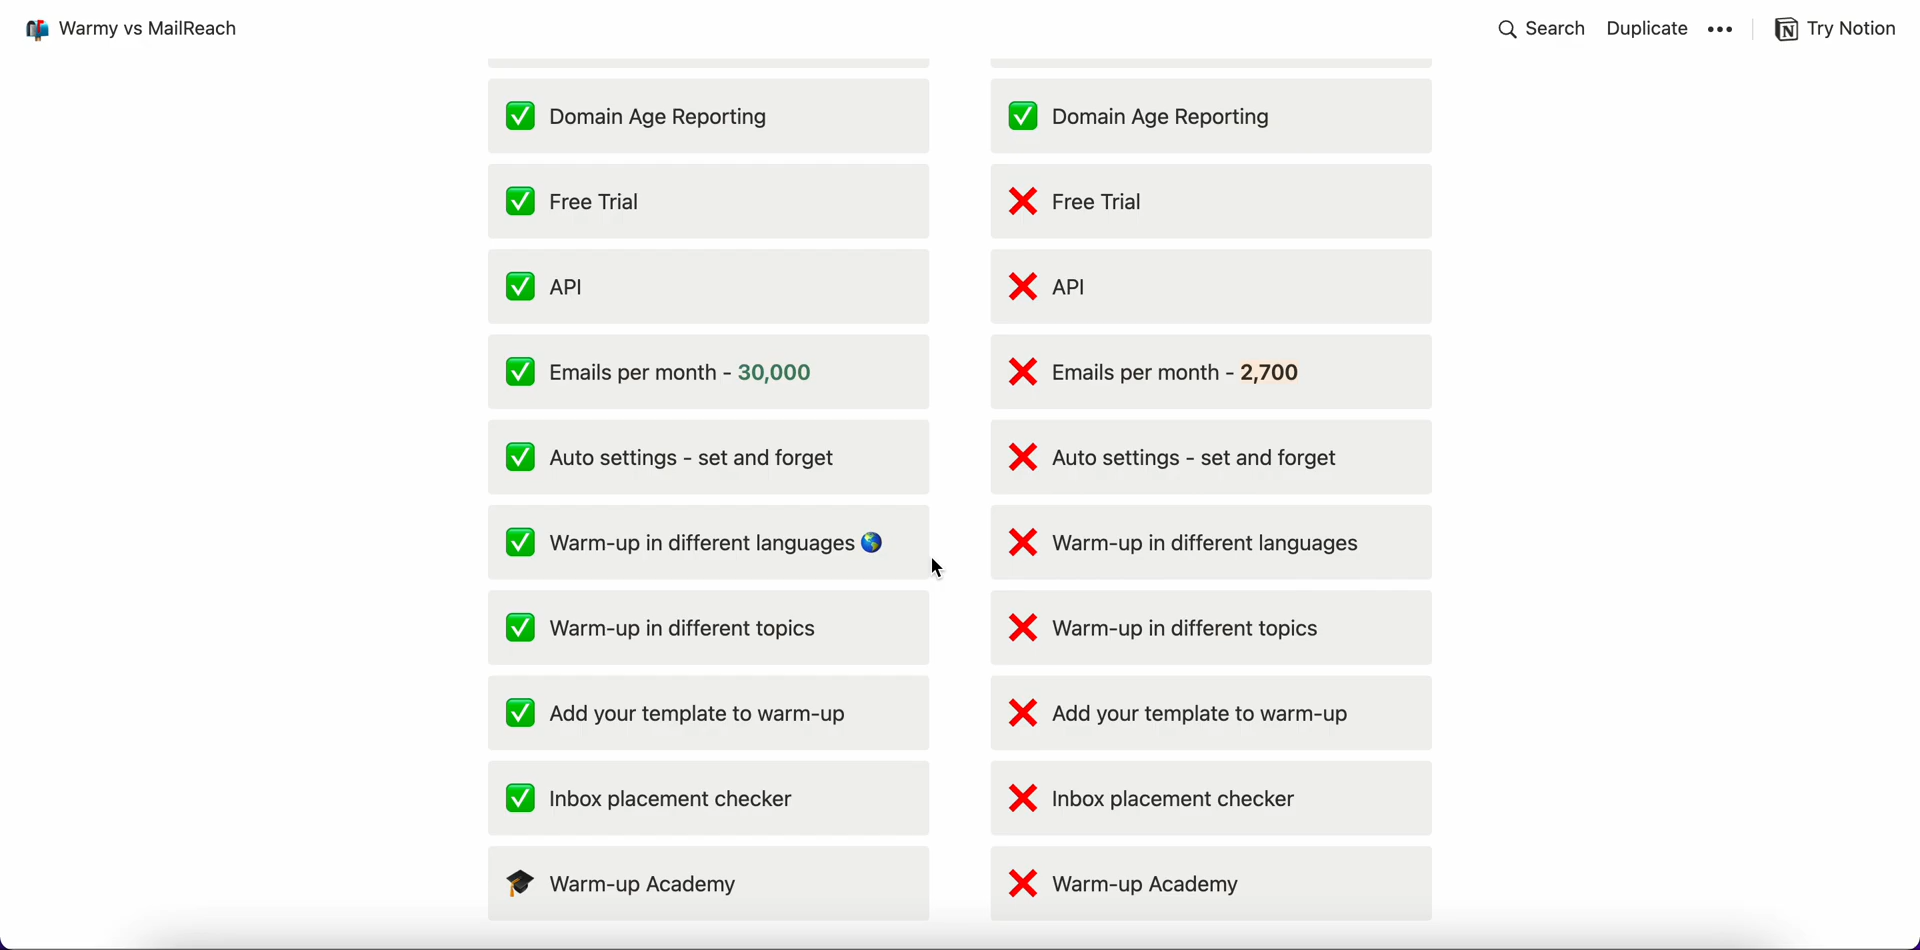 Warmy vs MailReach
Search Duplicate ••• Try Notion
✅ Domain Age Reporting
✅ Free Trial
✅ API
✅ Emails per month - 30,000
✅ Auto settings - set and forget
✅ Warm-up in different languages 🌎
✅ Warm-up in different topics
✅ Add your template to warm-up
✅ Inbox placement checker
🎓 Warm-up Academy
✅ Domain Age Reporting
❌ Free Trial
❌ API
❌ Emails per month - 2,700
❌ Auto settings - set and forget
❌ Warm-up in different languages
❌ Warm-up in different topics
❌ Add your template to warm-up
❌ Inbox placement checker
❌ Warm-up Academy